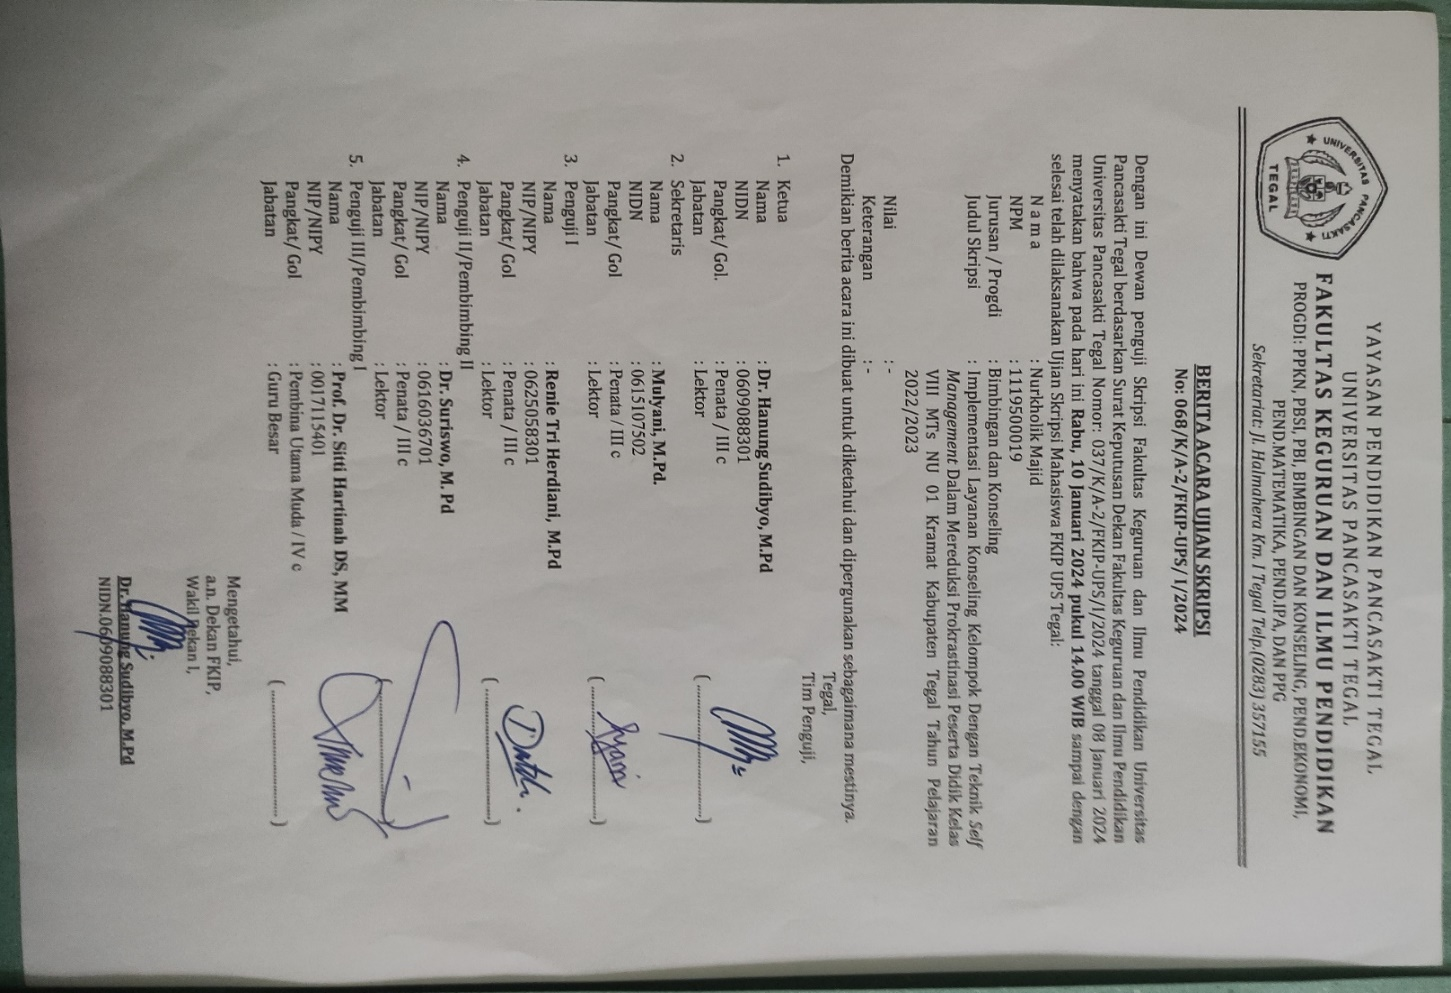 YAYASAN PENDIDIKAN PANCASAKTI TEGAL
UNIVERSITAS PANCASAKTI TEGAL
FAKULTAS KEGURUAN DAN ILMU PENDIDIKAN
PROGDI: PPKN, PBSI, PBI, BIMBINGAN DAN KONSELING, PEND.EKONOMI,
PEND.MATEMATIKA, PEND.IPA, DAN PPG
Sekretariat: Jl. Halmahera Km. 1 Tegal Telp.(0283) 357155
UNIVERSITAS PANCASAKTI
TEGAL
BERITA ACARA UJIAN SKRIPSI
No: 068/K/A-2/FKIP-UPS/ I/2024
Dengan ini Dewan penguji Skripsi Fakultas Keguruan dan Ilmu Pendidikan Universitas
Pancasakti Tegal berdasarkan Surat Keputusan Dekan Fakultas Keguruan dan Ilmu Pendidikan
Universitas Pancasakti Tegal Nomor: 037/K/A-2/FKIP-UPS/I/2024 tanggal 08 Januari 2024
menyatakan bahwa pada hari ini Rabu, 10 Januari 2024 pukul 14.00 WIB sampai dengan
selesai telah dilaksanakan Ujian Skripsi Mahasiswa FKIP UPS Tegal:
N a m a : Nurkholik Majid
NPM : 1119500019
Jurusan / Progdi : Bimbingan dan Konseling
Judul Skripsi : Implementasi Layanan Konseling Kelompok Dengan Teknik Self
Management Dalam Mereduksi Prokrastinasi Peserta Didik Kelas
VIII MTs NU 01 Kramat Kabupaten Tegal Tahun Pelajaran
2022/2023
Nilai : -
Keterangan : -
Demikian berita acara ini dibuat untuk diketahui dan dipergunakan sebagaimana mestinya.
Tegal,
Tim Penguji,
1. Ketua
Nama : Dr. Hanung Sudibyo, M.Pd
NIDN : 0609088301
Pangkat/ Gol. : Penata / III c
Jabatan : Lektor (..............................)
2. Sekretaris
Nama : Mulyani, M.Pd.
NIDN : 0615107502
Pangkat/ Gol : Penata / III c
Jabatan : Lektor (..............................)
3. Penguji I
Nama : Renie Tri Herdiani, M.Pd
NIP/NIPY : 0625058301
Pangkat/ Gol : Penata / III c
Jabatan : Lektor (..............................)
4. Penguji II/Pembimbing II
Nama : Dr. Suriswo, M. Pd
NIP/NIPY : 0616036701
Pangkat/ Gol : Penata / III c
Jabatan : Lektor (..............................)
5. Penguji III/Pembimbing I
Nama : Prof. Dr. Sitti Hartinah DS, MM
NIP/NIPY : 0017115401
Pangkat/ Gol : Pembina Utama Muda / IV c
Jabatan : Guru Besar (..............................)
Mengetahui,
a.n. Dekan FKIP,
Wakil Dekan I,
Dr. Hanung Sudibyo, M.Pd
NIDN.0609088301